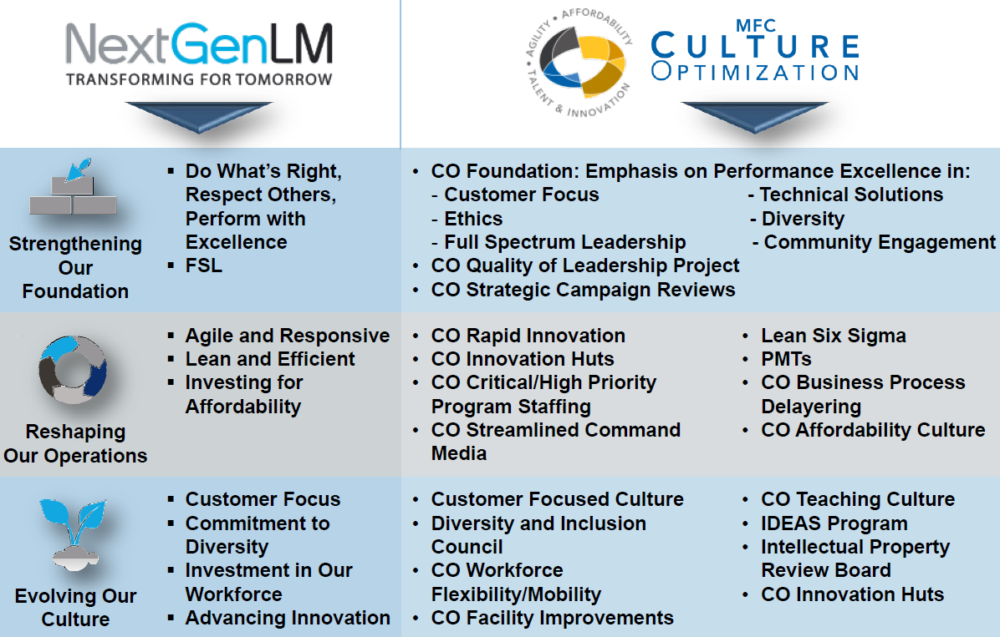 NextGenLM
TRANSFORMING FOR TOMORROW
AGILITY • AFFORDABILITY • TALENT & INNOVATION •
MFC
CULTURE
OPTIMIZATION
Strengthening
Our
Foundation
▪ Do What’s Right,
Respect Others,
Perform with
Excellence
▪ FSL
• CO Foundation: Emphasis on Performance Excellence in:
- Customer Focus - Technical Solutions
- Ethics - Diversity
- Full Spectrum Leadership - Community Engagement
• CO Quality of Leadership Project
• CO Strategic Campaign Reviews
Reshaping
Our Operations
▪ Agile and Responsive
▪ Lean and Efficient
▪ Investing for
Affordability
• CO Rapid Innovation
• CO Innovation Huts
• CO Critical/High Priority
Program Staffing
• CO Streamlined Command
Media
• Lean Six Sigma
• PMTs
• CO Business Process
Delayering
• CO Affordability Culture
Evolving Our
Culture
▪ Customer Focus
▪ Commitment to
Diversity
▪ Investment in Our
Workforce
▪ Advancing Innovation
• Customer Focused Culture
• Diversity and Inclusion
Council
• CO Workforce
Flexibility/Mobility
• CO Facility Improvements
• CO Teaching Culture
• IDEAS Program
• Intellectual Property
Review Board
• CO Innovation Huts